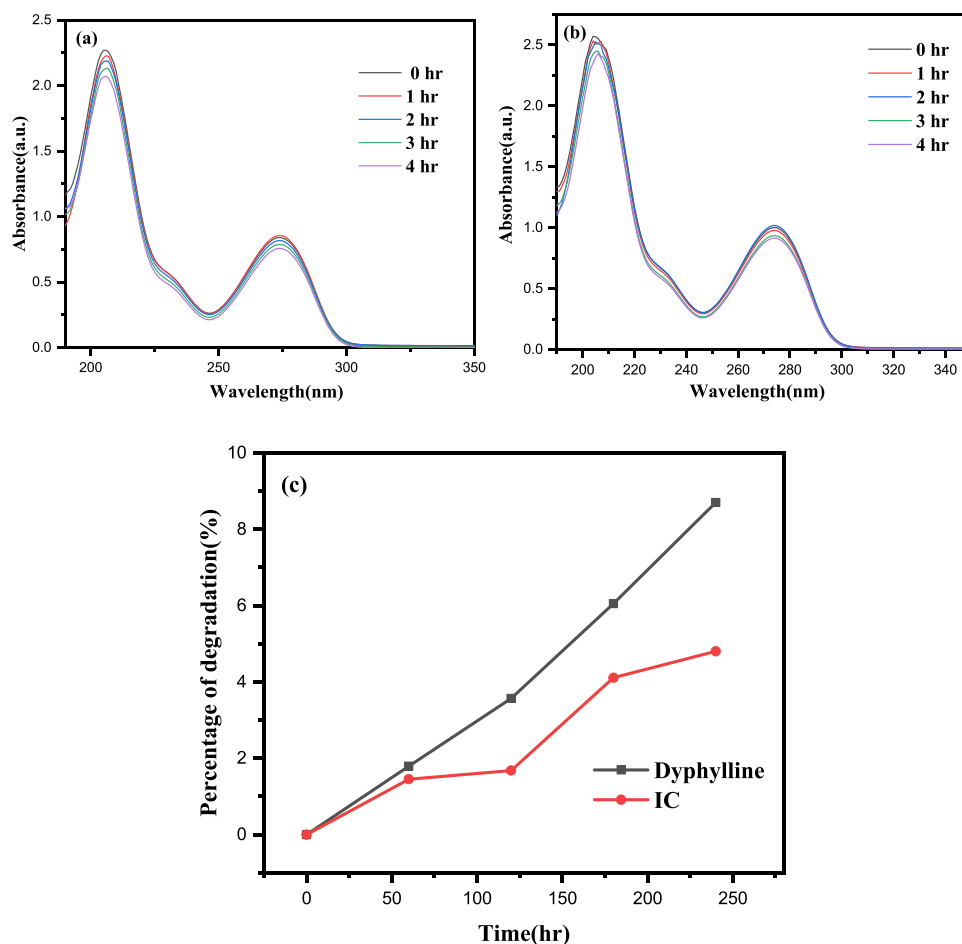 (a)
2.5
2.0
1.5
1.0
0.5
0.0
Absorbance(a.u.)
200
250
300
350
Wavelength(nm)
0 hr
1 hr
2 hr
3 hr
4 hr
(b)
2.5
2.0
1.5
1.0
0.5
0.0
Absorbance(a.u.)
200
220
240
260
280
300
320
340
Wavelength(nm)
0 hr
1 hr
2 hr
3 hr
4 hr
(c)
10
8
6
4
2
0
Percentage of degradation(%)
0
50
100
150
200
250
Time(hr)
Dyphylline
IC